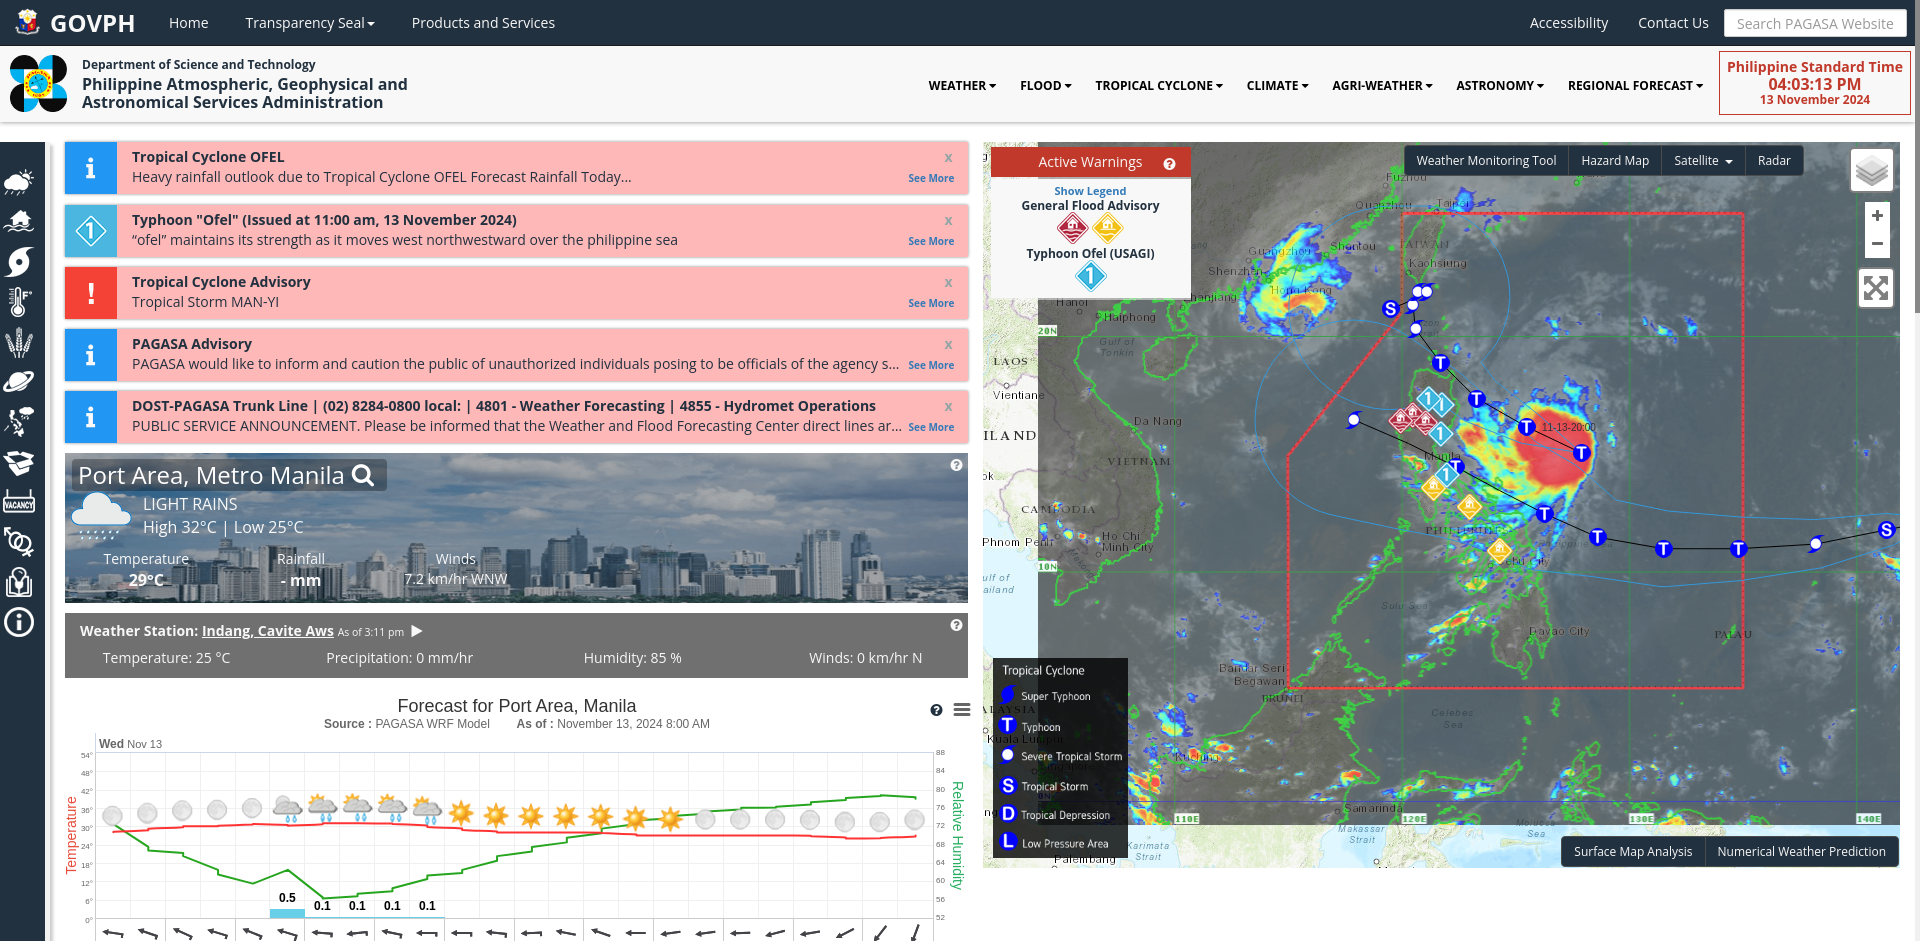 GOVPH
Home
Transparency Seal
Products and Services
Accessibility
Contact Us
Search PAGASA Website
Department of Science and Technology
Philippine Atmospheric, Geophysical and
Astronomical Services Administration
WEATHER
FLOOD
TROPICAL CYCLONE
CLIMATE
AGRI-WEATHER
ASTRONOMY
REGIONAL FORECAST
Philippine Standard Time
04:03:13 PM
13 November 2024
Tropical Cyclone OFEL
x
Heavy rainfall outlook due to Tropical Cyclone OFEL Forecast Rainfall Today...
See More
1
Typhoon "Ofel" (Issued at 11:00 am, 13 November 2024)
x
“ofel” maintains its strength as it moves west northwestward over the philippine sea
See More
Tropical Cyclone Advisory
x
Tropical Storm MAN-YI
See More
PAGASA Advisory
x
PAGASA would like to inform and caution the public of unauthorized individuals posing to be officials of the agency s...
See More
DOST-PAGASA Trunk Line | (02) 8284-0800 local: | 4801 - Weather Forecasting | 4855 - Hydromet Operations
x
PUBLIC SERVICE ANNOUNCEMENT. Please be informed that the Weather and Flood Forecasting Center direct lines ar...
See More
VACANCY
Port Area, Metro Manila
LIGHT RAINS
High 32°C | Low 25°C
Temperature
Rainfall
Winds
29°C
- mm
7.2 km/hr WNW
Weather Station: Indang, Cavite Aws As of 3:11 pm
Temperature: 25 °C
Precipitation: 0 mm/hr
Humidity: 85 %
Winds: 0 km/hr N
Forecast for Port Area, Manila
Source : PAGASA WRF Model
As of : November 13, 2024 8:00 AM
Wed Nov 13
Temperature
54°
48°
42°
36°
30°
24°
18°
12°
6°
0°
0.5
0.1
0.1
0.1
0.1
88
84
80
76
72
68
64
60
56
52
Relative Humidity
Active Warnings
Show Legend
General Flood Advisory
Typhoon Ofel (USAGI)
1
Weather Monitoring Tool
Hazard Map
Satellite
Radar
+
−
Fuzhou
Quanzhou
Taipei
Guangzhou
Shantou
TAIWAN
Shenzhen
Kaohsiung
Hong Kong
Hanoi
Zhanjiang
Haiphong
20N
Gulf of
Tonkin
LAOS
Vientiane
Da Nang
ILAND
VIETNAM
Manila
11-13-20:00
CAMBODIA
Phnom Penh
Ho Chi
Minh City
PHILIPPINES
Cebu City
10N
Sulu Sea
Davao City
PALAU
Bandar Seri
Begawan
BRUNEI
Celebes
Sea
ALAYSIA
Kuala Lumpur
Kuching
Samarinda
110E
120E
130E
140E
Makassar
Strait
Molucca
Sea
Karimata
Strait
Palembang
Tropical Cyclone
Super Typhoon
T Typhoon
Severe Tropical Storm
S Tropical Storm
D Tropical Depression
L Low Pressure Area
Surface Map Analysis
Numerical Weather Prediction